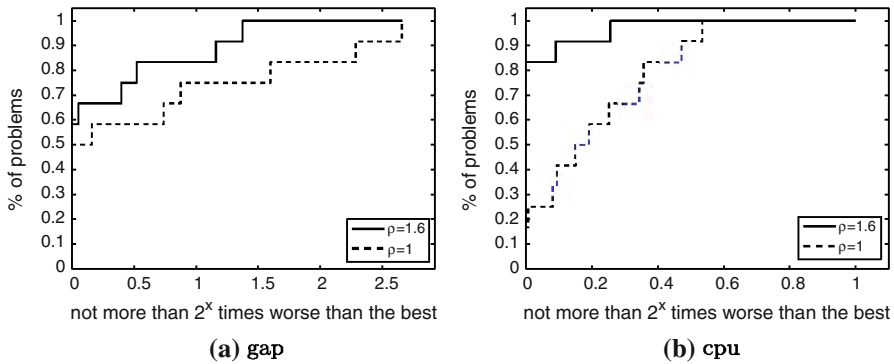 % of problems
1
0.9
0.8
0.7
0.6
0.5
0.4
0.3
0.2
0.1
0
0 0.5 1 1.5 2 2.5
ρ=1.6
ρ=1
not more than 2^x times worse than the best
(a) gap
% of problems
1
0.9
0.8
0.7
0.6
0.5
0.4
0.3
0.2
0.1
0
0 0.2 0.4 0.6 0.8 1
ρ=1.6
ρ=1
not more than 2^x times worse than the best
(b) cpu